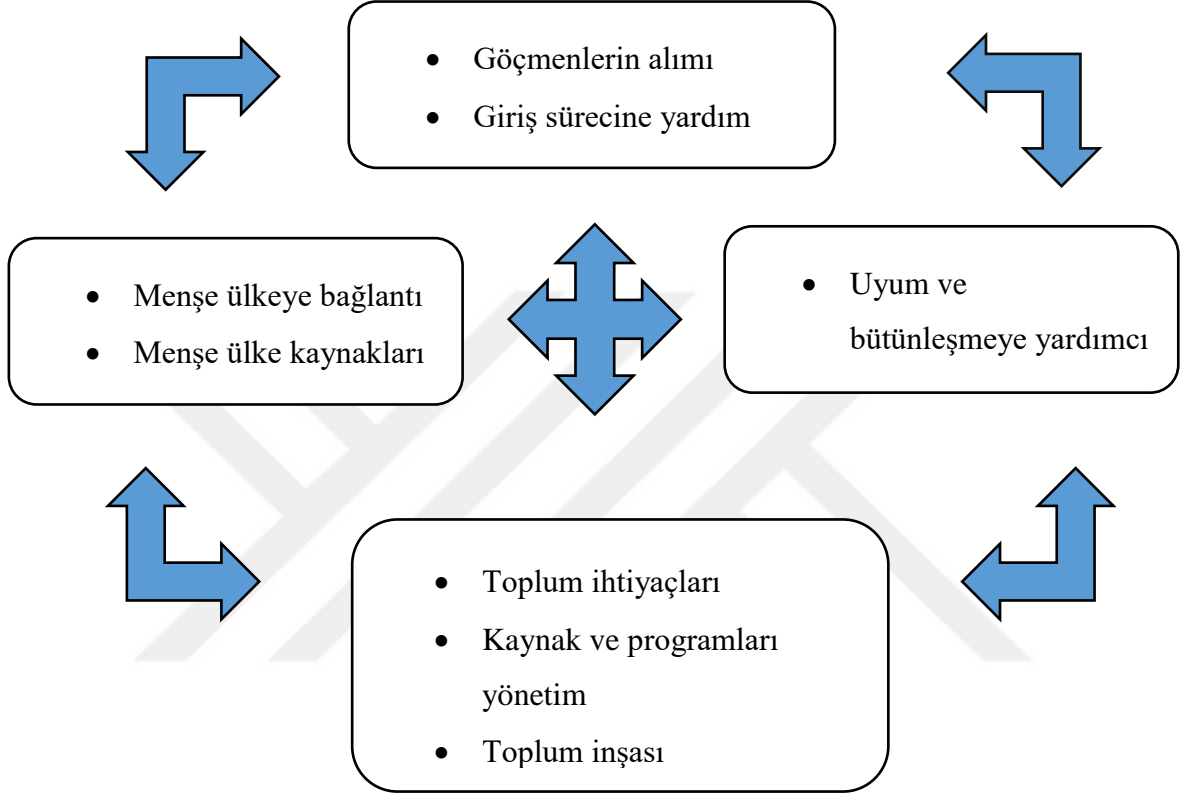 • Göçmenlerin alımı
• Giriş sürecine yardım
• Menşe ülkeye bağlantı
• Menşe ülke kaynakları
• Uyum ve
bütünleşmeye yardımcı
• Toplum ihtiyaçları
• Kaynak ve programları
yönetim
• Toplum inşası